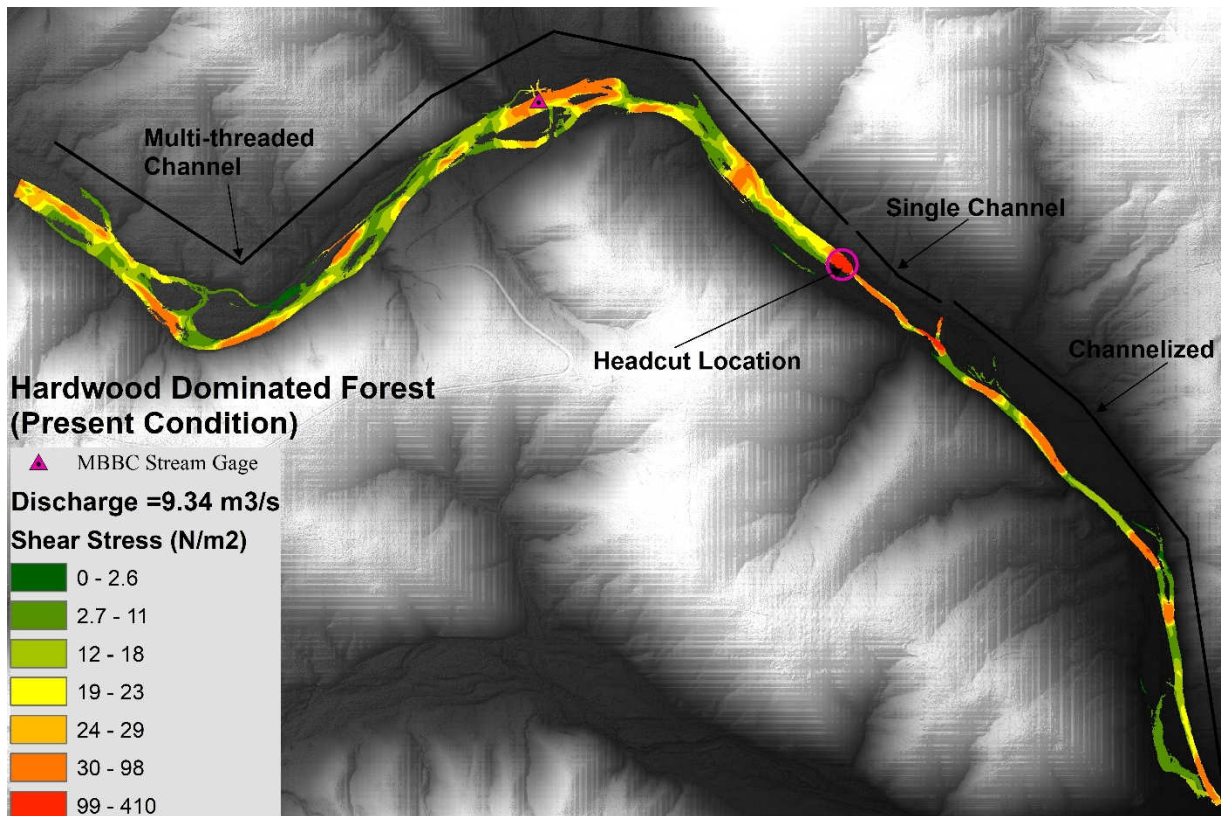 Multi-threaded
Channel
Single Channel
Headcut Location
Channelized
Hardwood Dominated Forest
(Present Condition)
MBBC Stream Gage
Discharge =9.34 m3/s
Shear Stress (N/m2)
0 - 2.6
2.7 - 11
12 - 18
19 - 23
24 - 29
30 - 98
99 - 410